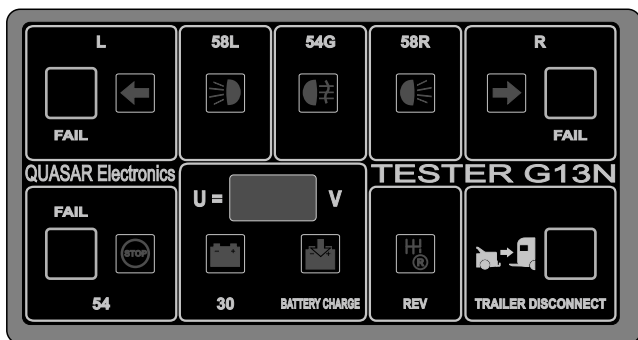 L
58L
54G
58R
R
FAIL
FAIL
QUASAR Electronics
TESTER G13N
FAIL
U =
V
STOP
R
54
30
BATTERY CHARGE
REV
TRAILER DISCONNECT